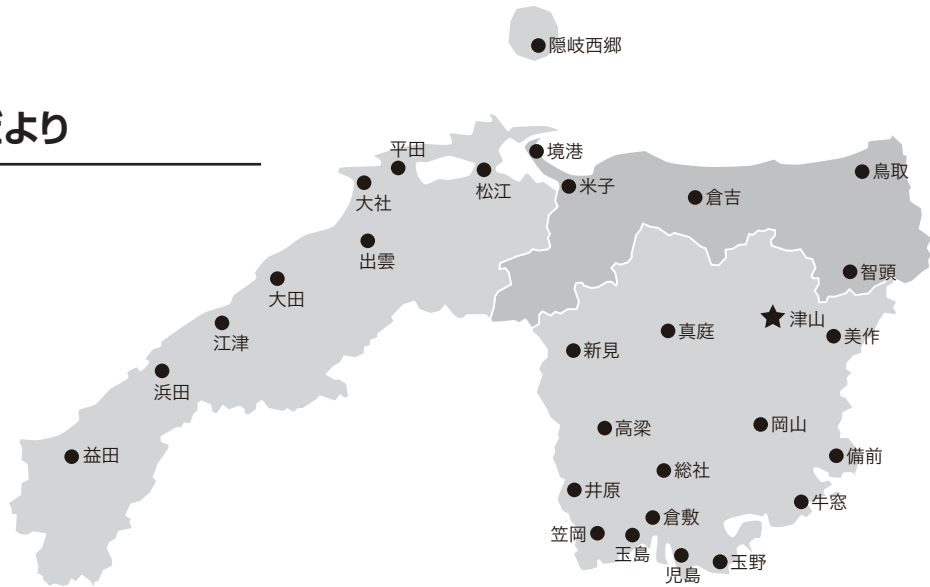 隠岐西郷
より
平田
境港
松江
米子
鳥取
大社
倉吉
出雲
智頭
大田
津山
江津
真庭
美作
新見
浜田
高梁
岡山
益田
備前
総社
井原
牛窓
倉敷
笠岡
玉島
玉野
児島